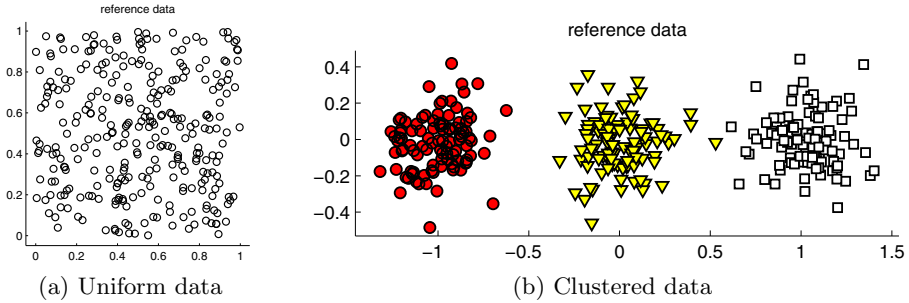 reference data
1
0.8
0.6
0.4
0.2
0
0 0.2 0.4 0.6 0.8 1
(a) Uniform data
reference data
0.4
0.2
0
−0.2
−0.4
−1 −0.5 0 0.5 1 1.5
(b) Clustered data